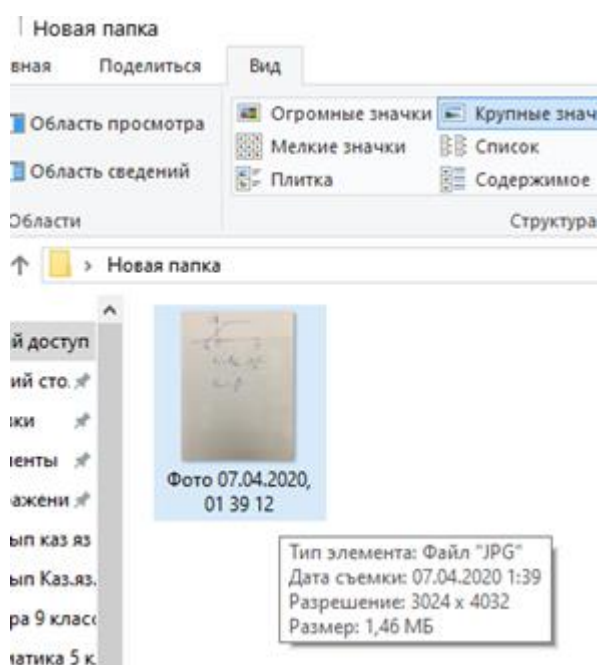 Новая папка
вная Поделиться Вид
Область просмотра
Область сведений
Области
Огромные значки Крупные знач
Мелкие значки Список
Плитка Содержимое
Структура
Новая папка
й доступ
ий сто.
ки
менты
ажени
ып каз яз
ып Каз.яз.
ра 9 класс
матика 5 к
Фото 07.04.2020,
01 39 12
Тип элемента: Файл "JPG"
Дата съемки: 07.04.2020 1:39
Разрешение: 3024 x 4032
Размер: 1,46 МБ